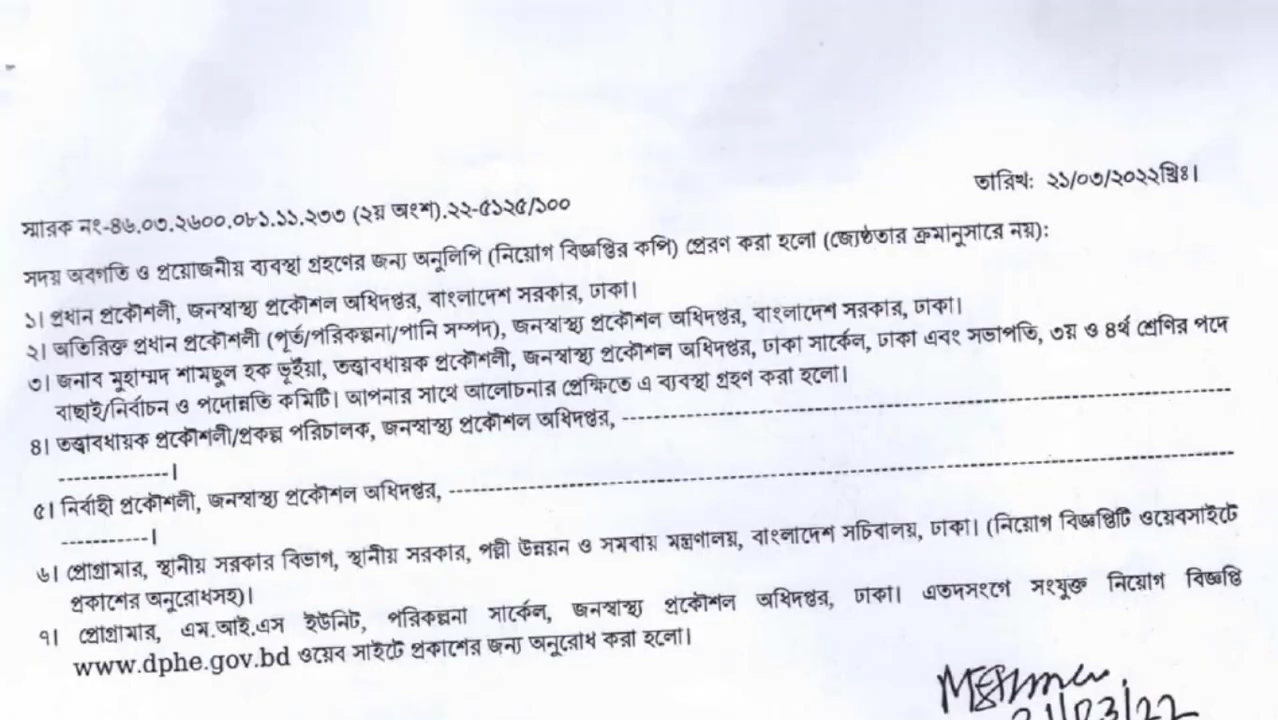 তারিখ: ২১/০৩/২০২২খ্রিঃ।
স্মারক নং-৪৬.০৩.২৬০০.০৮১.১১.২৩৩ (২য় অংশ).২২-৫১২৫/১০০
সদয় অবগতি ও প্রয়োজনীয় ব্যবস্থা গ্রহণের জন্য অনুলিপি (নিয়োগ বিজ্ঞপ্তির কপি) প্রেরণ করা হলো (জ্যেষ্ঠতার ক্রমানুসারে নয়):
১। প্রধান প্রকৌশলী, জনস্বাস্থ্য প্রকৌশল অধিদপ্তর, বাংলাদেশ সরকার, ঢাকা।
২। অতিরিক্ত প্রধান প্রকৌশলী (পূর্ত/পরিকল্পনা/পানি সম্পদ), জনস্বাস্থ্য প্রকৌশল অধিদপ্তর, বাংলাদেশ সরকার, ঢাকা।
৩। জনাব মুহাম্মদ শামছুল হক ভূইয়া, তত্ত্বাবধায়ক প্রকৌশলী, জনস্বাস্থ্য প্রকৌশল অধিদপ্তর, ঢাকা সার্কেল, ঢাকা এবং সভাপতি, ৩য় ও ৪র্থ শ্রেণির পদে
বাছাই/নির্বাচন ও পদোন্নতি কমিটি। আপনার সাথে আলোচনার প্রেক্ষিতে এ ব্যবস্থা গ্রহণ করা হলো।
৪। তত্ত্বাবধায়ক প্রকৌশলী/প্রকল্প পরিচালক, জনস্বাস্থ্য প্রকৌশল অধিদপ্তর, ------------------------------------------------------------
------------।
৫। নির্বাহী প্রকৌশলী, জনস্বাস্থ্য প্রকৌশল অধিদপ্তর, ------------------------------------------------------------------------------
-----------।
৬। প্রোগ্রামার, স্থানীয় সরকার বিভাগ, স্থানীয় সরকার, পল্লী উন্নয়ন ও সমবায় মন্ত্রণালয়, বাংলাদেশ সচিবালয়, ঢাকা। (নিয়োগ বিজ্ঞপ্তিটি ওয়েবসাইটে
প্রকাশের অনুরোধসহ)।
৭। প্রোগ্রামার, এম.আই.এস ইউনিট, পরিকল্পনা সার্কেল, জনস্বাস্থ্য প্রকৌশল অধিদপ্তর, ঢাকা। এতদসংগে সংযুক্ত নিয়োগ বিজ্ঞপ্তি
www.dphe.gov.bd ওয়েব সাইটে প্রকাশের জন্য অনুরোধ করা হলো।
21/03/22